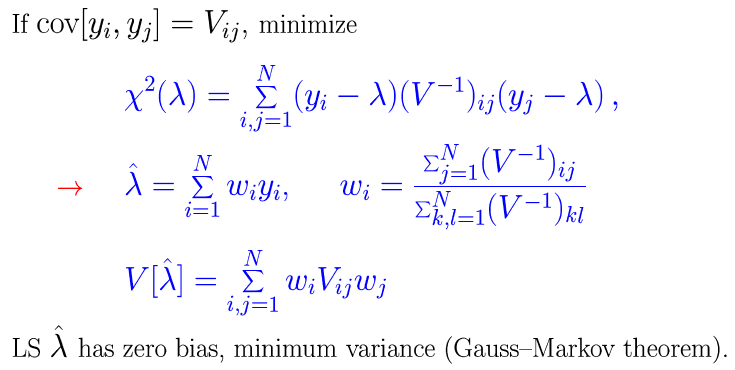 If cov[y_i, y_j] = V_{ij}, minimize
χ²(λ) = Σ_{i,j=1}^{N} (y_i − λ)(V^{−1})_{ij}(y_j − λ) ,
→ λ̂ = Σ_{i=1}^{N} w_i y_i, w_i = \frac{Σ_{j=1}^{N}(V^{−1})_{ij}}{Σ_{k,l=1}^{N}(V^{−1})_{kl}}
V[λ̂] = Σ_{i,j=1}^{N} w_i V_{ij} w_j
LS λ̂ has zero bias, minimum variance (Gauss–Markov theorem).